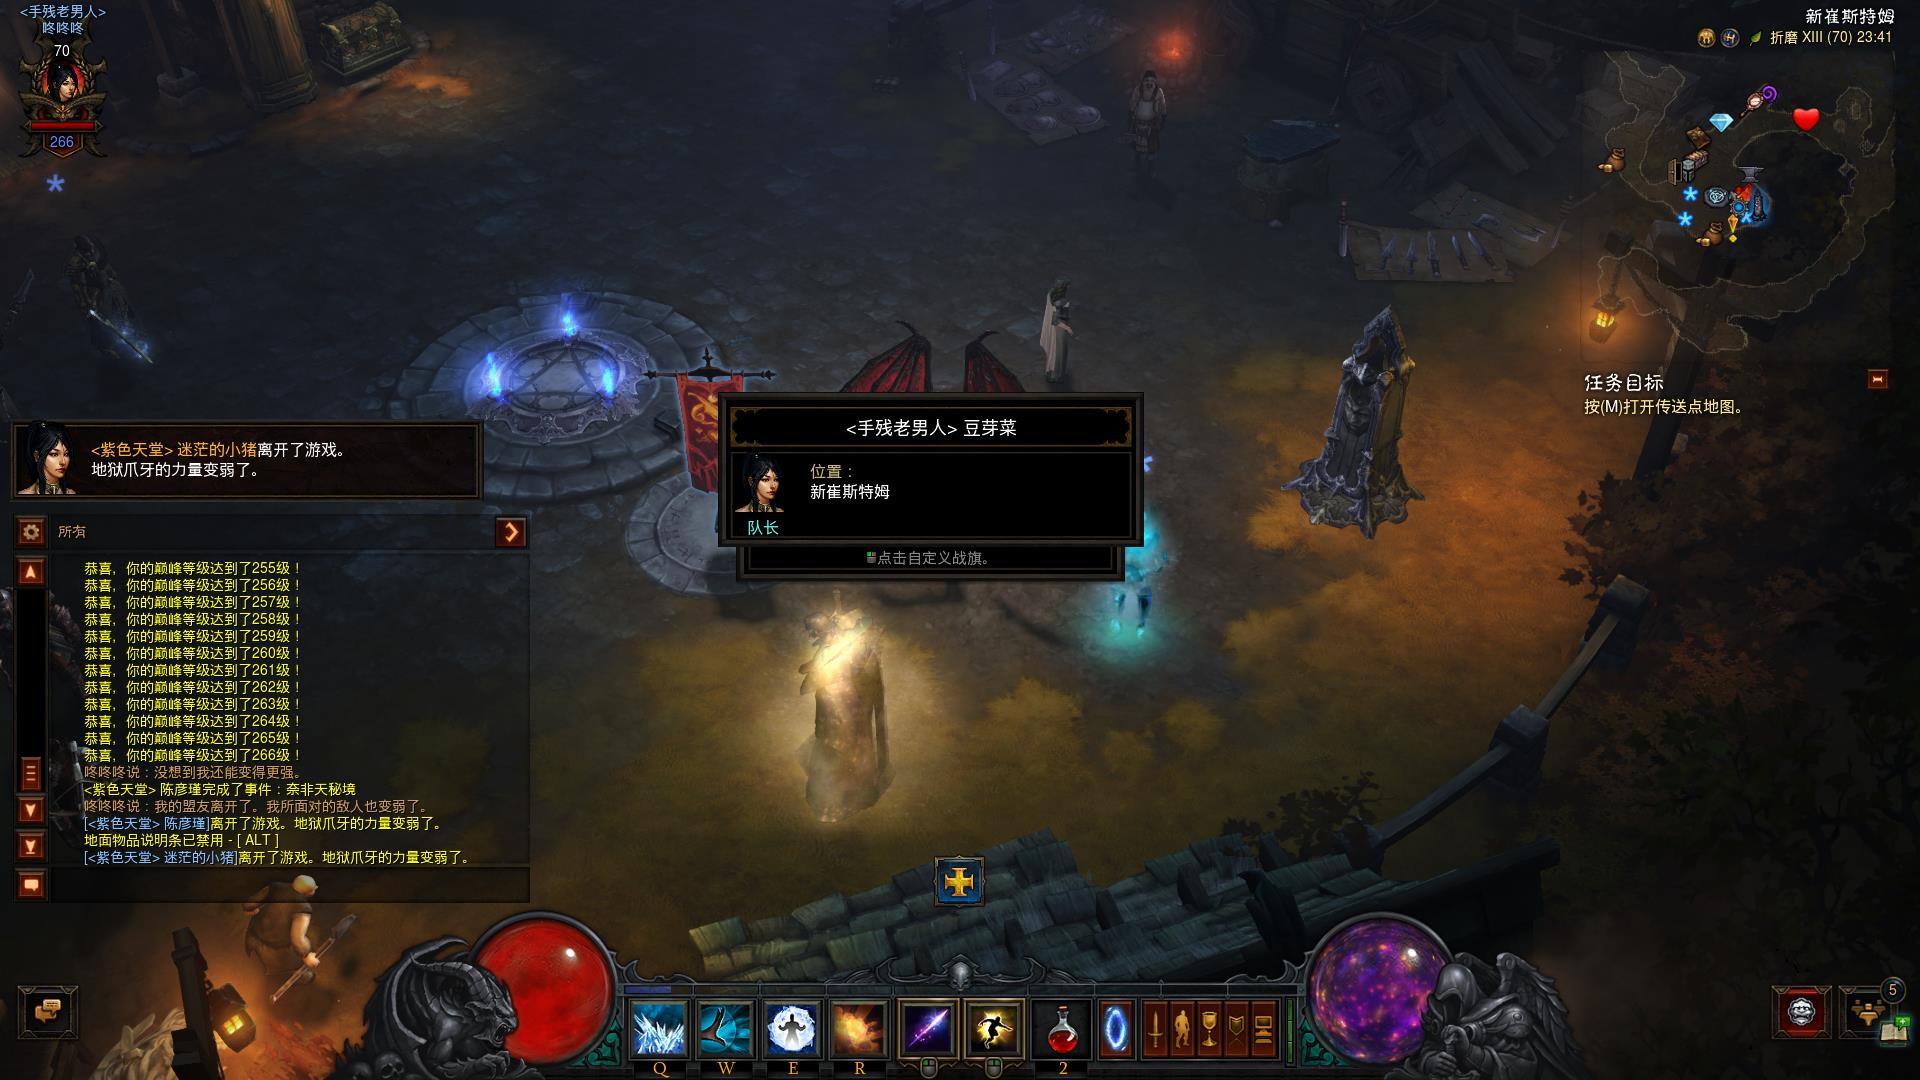 <手残老男人>
咚咚咚
70
266
新崔斯特姆
折磨 XIII (70) 23:41
任务目标
按(M)打开传送点地图。
<手残老男人> 豆芽菜
位置：
新崔斯特姆
队长
点击自定义战旗。
<紫色天堂> 迷茫的小猪离开了游戏。
地狱爪牙的力量变弱了。
所有
恭喜，你的巅峰等级达到了255级！
恭喜，你的巅峰等级达到了256级！
恭喜，你的巅峰等级达到了257级！
恭喜，你的巅峰等级达到了258级！
恭喜，你的巅峰等级达到了259级！
恭喜，你的巅峰等级达到了260级！
恭喜，你的巅峰等级达到了261级！
恭喜，你的巅峰等级达到了262级！
恭喜，你的巅峰等级达到了263级！
恭喜，你的巅峰等级达到了264级！
恭喜，你的巅峰等级达到了265级！
恭喜，你的巅峰等级达到了266级！
咚咚咚说：没想到我还能变得更强。
<紫色天堂> 陈彦瑾完成了事件：奈非天秘境
咚咚咚说：我的盟友离开了。我所面对的敌人也变弱了。
[<紫色天堂> 陈彦瑾]离开了游戏。地狱爪牙的力量变弱了。
地面物品说明条已禁用 - [ ALT ]
[<紫色天堂> 迷茫的小猪]离开了游戏。地狱爪牙的力量变弱了。
Q
W
E
R
2
5